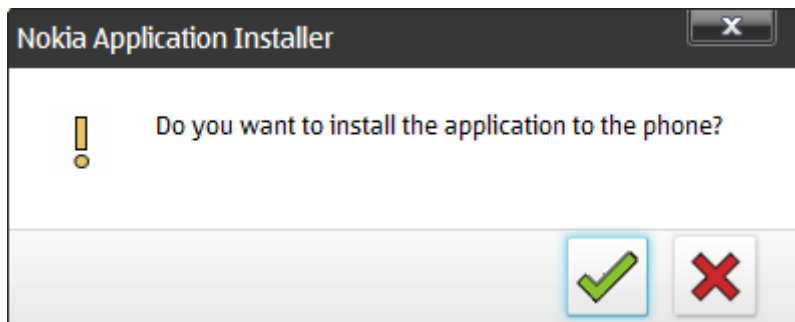 Nokia Application Installer
Do you want to install the application to the phone?